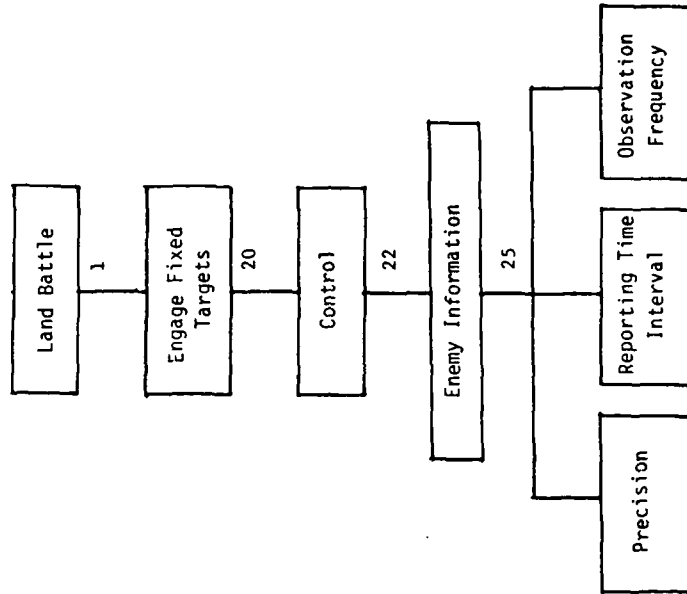 Land Battle
1
Engage Fixed
Targets
20
Control
22
Enemy Information
25
Precision
Reporting Time
Interval
Observation
Frequency